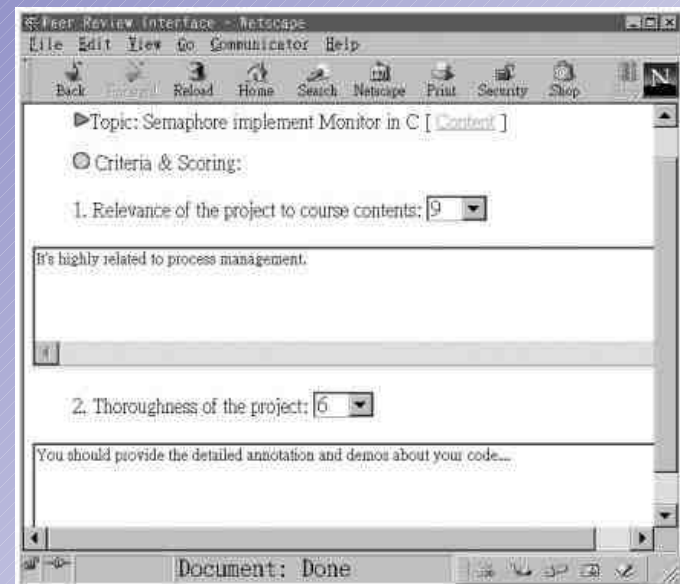 Peer Review Interface - Netscape
File Edit View Go Communicator Help
Back Forward Reload Home Search Netscape Print Security Shop
N
Topic: Semaphore implement Monitor in C [ Content ]
Criteria & Scoring:
1. Relevance of the project to course contents: 9
It's highly related to process management.
2. Thoroughness of the project: 6
You should provide the detailed annotation and demos about your code...
Document: Done